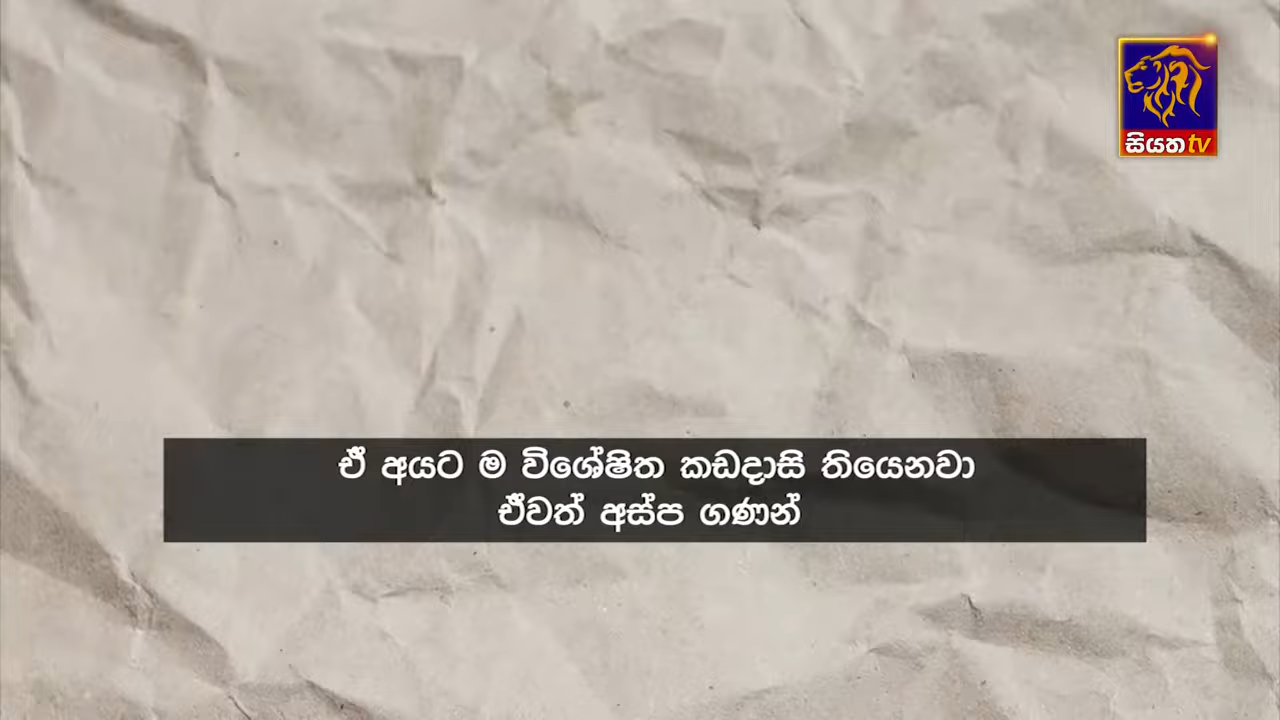 සියත tv
ඒ අයට ම විශේෂිත කඩදාසි තියෙනවා
ඒවත් අස්ප ගණන්